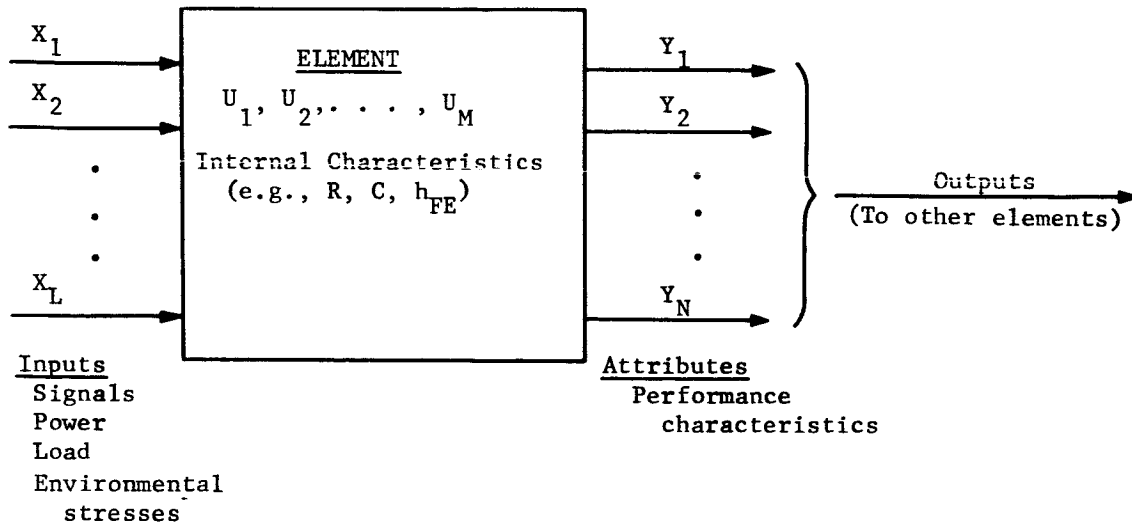 X1
X2
XL
ELEMENT
U1, U2, . . . , UM
Internal Characteristics
(e.g., R, C, hFE)
Y1
Y2
YN
Outputs
(To other elements)
Inputs
Signals
Power
Load
Environmental
stresses
Attributes
Performance
characteristics